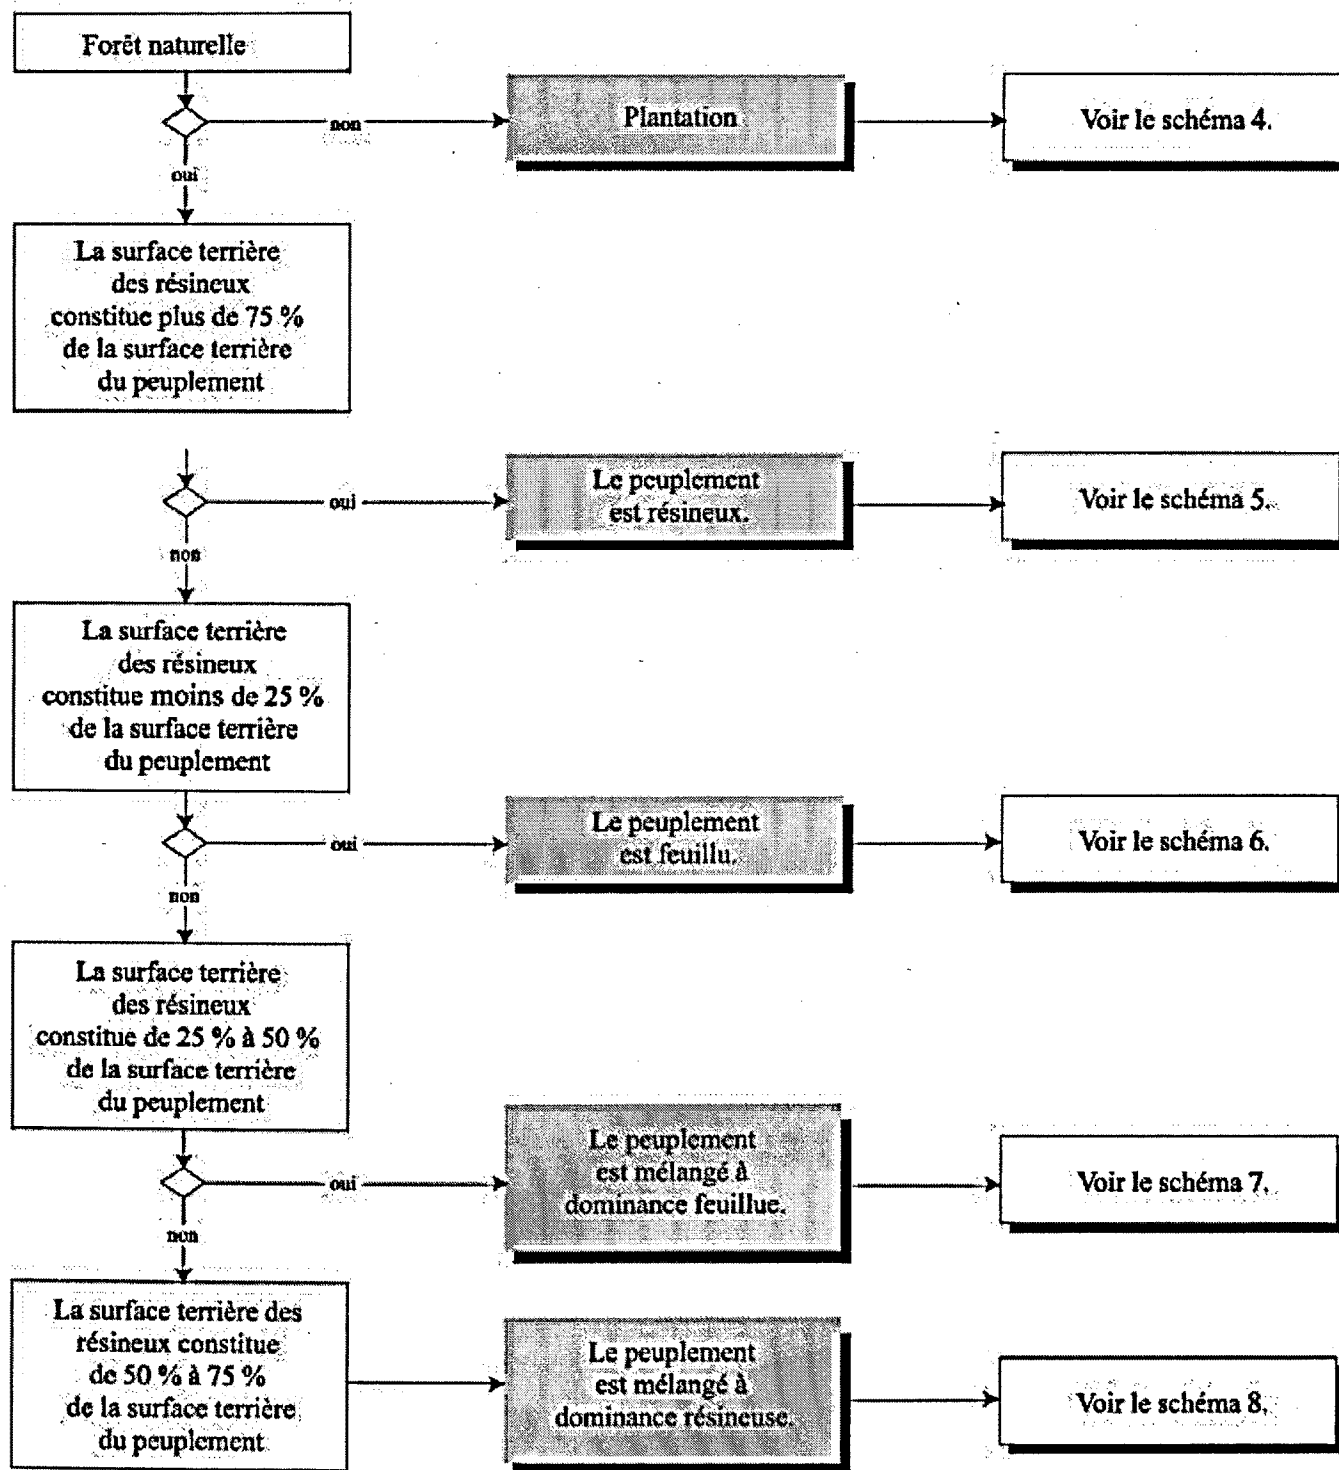 Forêt naturelle
non
Plantation
Voir le schéma 4.
oui
La surface terrière
des résineux
constitue plus de 75 %
de la surface terrière
du peuplement
oui
Le peuplement
est résineux.
Voir le schéma 5.
non
La surface terrière
des résineux
constitue moins de 25 %
de la surface terrière
du peuplement
oui
Le peuplement
est feuillu.
Voir le schéma 6.
non
La surface terrière
des résineux
constitue de 25 % à 50 %
de la surface terrière
du peuplement
oui
Le peuplement
est mélangé à
dominance feuillue.
Voir le schéma 7.
non
La surface terrière des
résineux constitue
de 50 % à 75 %
de la surface terrière
du peuplement
Le peuplement
est mélangé à
dominance résineuse.
Voir le schéma 8.